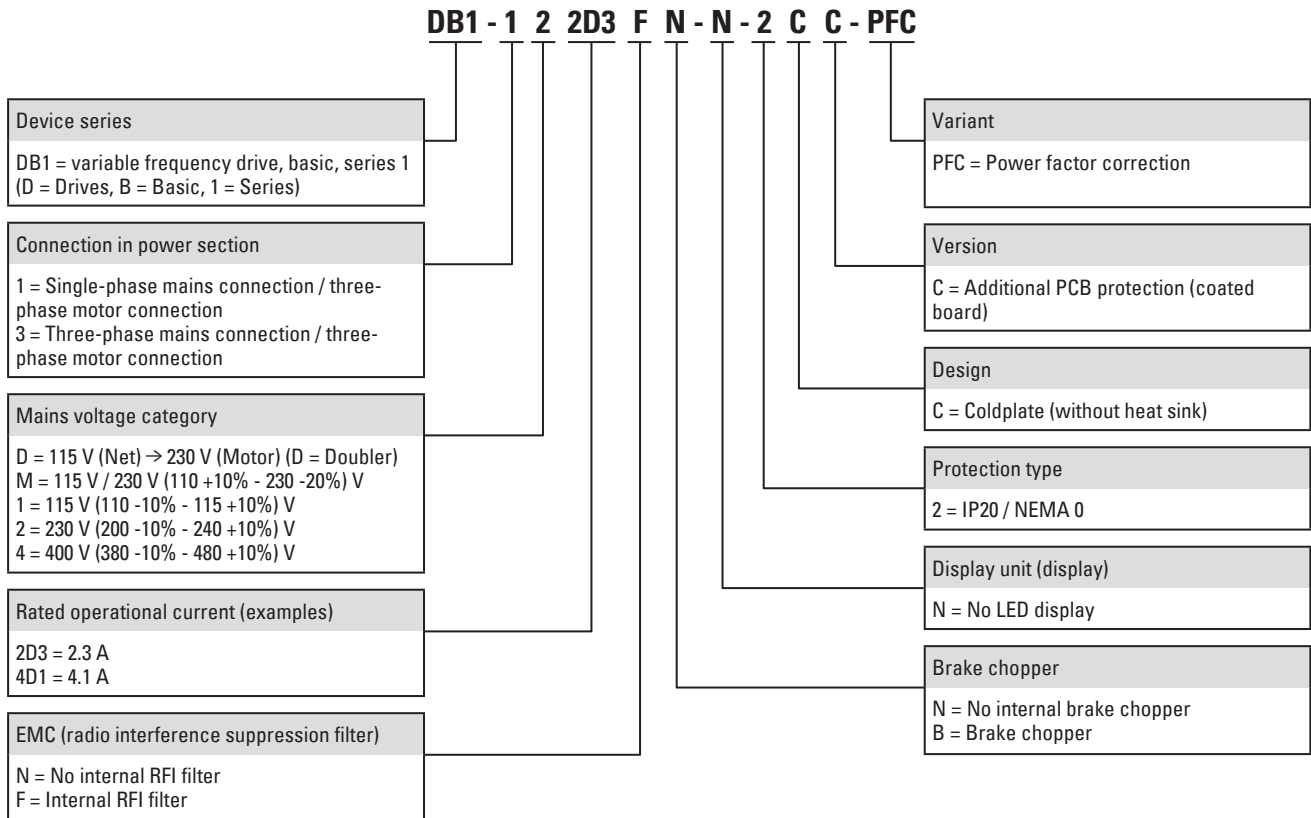 DB1 - 1 2 2D3 F N - N - 2 C C - PFC
Device series
DB1 = variable frequency drive, basic, series 1
(D = Drives, B = Basic, 1 = Series)
Connection in power section
1 = Single-phase mains connection / three-
phase motor connection
3 = Three-phase mains connection / three-
phase motor connection
Mains voltage category
D = 115 V (Net) → 230 V (Motor) (D = Doubler)
M = 115 V / 230 V (110 +10% - 230 -20%) V
1 = 115 V (110 -10% - 115 +10%) V
2 = 230 V (200 -10% - 240 +10%) V
4 = 400 V (380 -10% - 480 +10%) V
Rated operational current (examples)
2D3 = 2.3 A
4D1 = 4.1 A
EMC (radio interference suppression filter)
N = No internal RFI filter
F = Internal RFI filter
Variant
PFC = Power factor correction
Version
C = Additional PCB protection (coated
board)
Design
C = Coldplate (without heat sink)
Protection type
2 = IP20 / NEMA 0
Display unit (display)
N = No LED display
Brake chopper
N = No internal brake chopper
B = Brake chopper